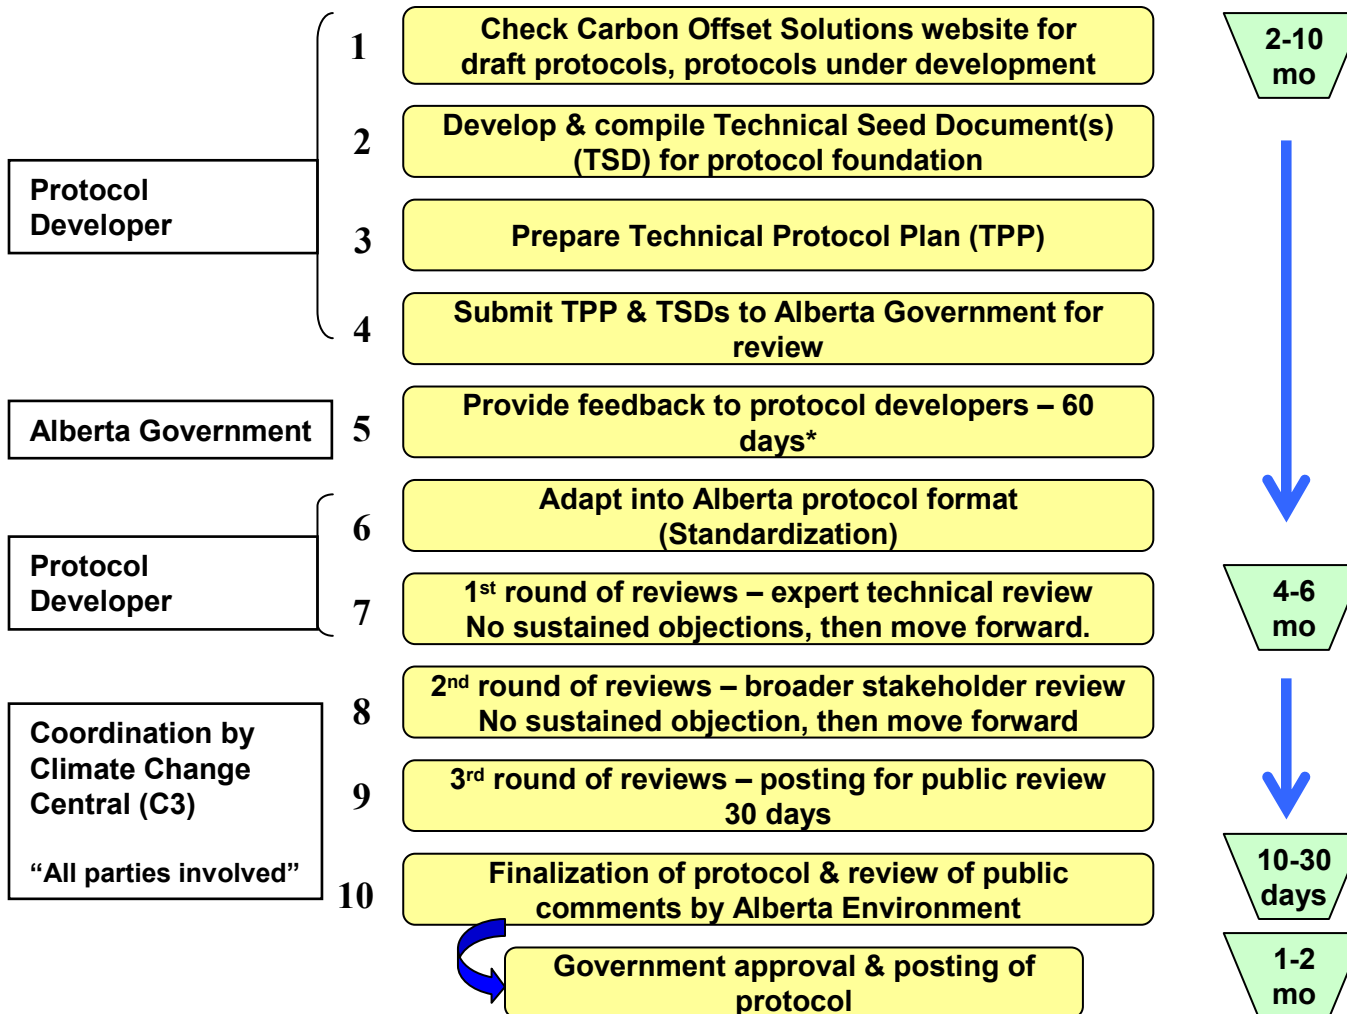 1
Check Carbon Offset Solutions website for
draft protocols, protocols under development
2-10
mo
2
Develop & compile Technical Seed Document(s)
(TSD) for protocol foundation
Protocol
Developer
3
Prepare Technical Protocol Plan (TPP)
4
Submit TPP & TSDs to Alberta Government for
review
Alberta Government
5
Provide feedback to protocol developers – 60
days*
6
Adapt into Alberta protocol format
(Standardization)
Protocol
Developer
7
1st round of reviews – expert technical review
No sustained objections, then move forward.
4-6
mo
8
2nd round of reviews – broader stakeholder review
No sustained objection, then move forward
Coordination by
Climate Change
Central (C3)
“All parties involved”
9
3rd round of reviews – posting for public review
30 days
10
Finalization of protocol & review of public
comments by Alberta Environment
10-30
days
Government approval & posting of
protocol
1-2
mo